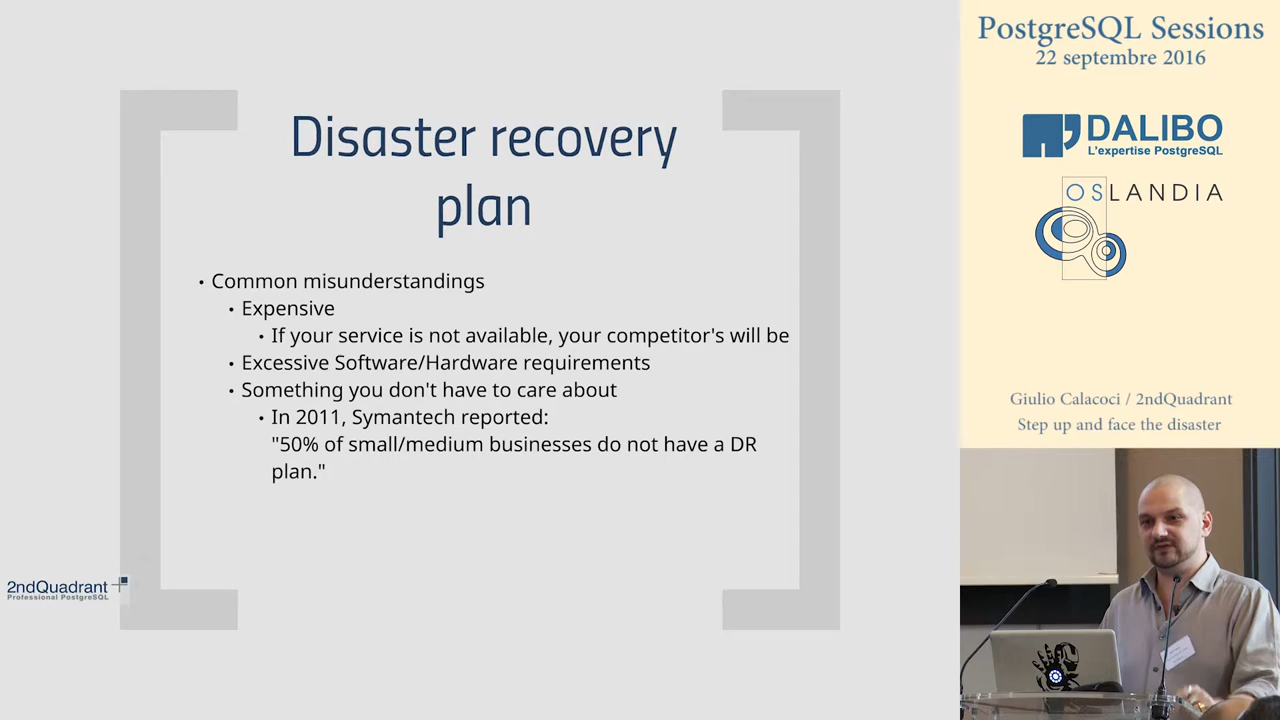 Disaster recovery
plan
• Common misunderstandings
• Expensive
• If your service is not available, your competitor's will be
• Excessive Software/Hardware requirements
• Something you don't have to care about
• In 2011, Symantech reported:
"50% of small/medium businesses do not have a DR
plan."
2ndQuadrant
Professional PostgreSQL
PostgreSQL Sessions
22 septembre 2016
DALIBO
L'expertise PostgreSQL
OSLANDIA
Giulio Calacoci / 2ndQuadrant
Step up and face the disaster